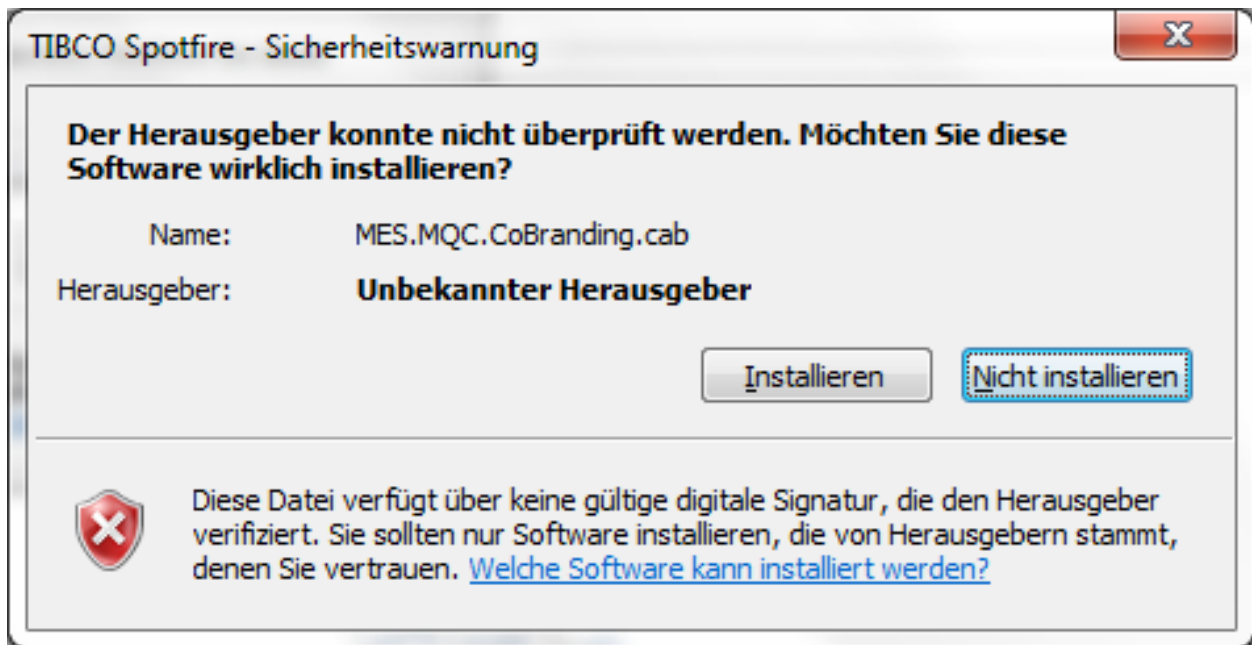 TIBCO Spotfire - Sicherheitswarnung
Der Herausgeber konnte nicht überprüft werden. Möchten Sie diese
Software wirklich installieren?
Name: MES.MQC.CoBranding.cab
Herausgeber: Unbekannter Herausgeber
Installieren Nicht installieren
Diese Datei verfügt über keine gültige digitale Signatur, die den Herausgeber
verifiziert. Sie sollten nur Software installieren, die von Herausgebern stammt,
denen Sie vertrauen. Welche Software kann installiert werden?